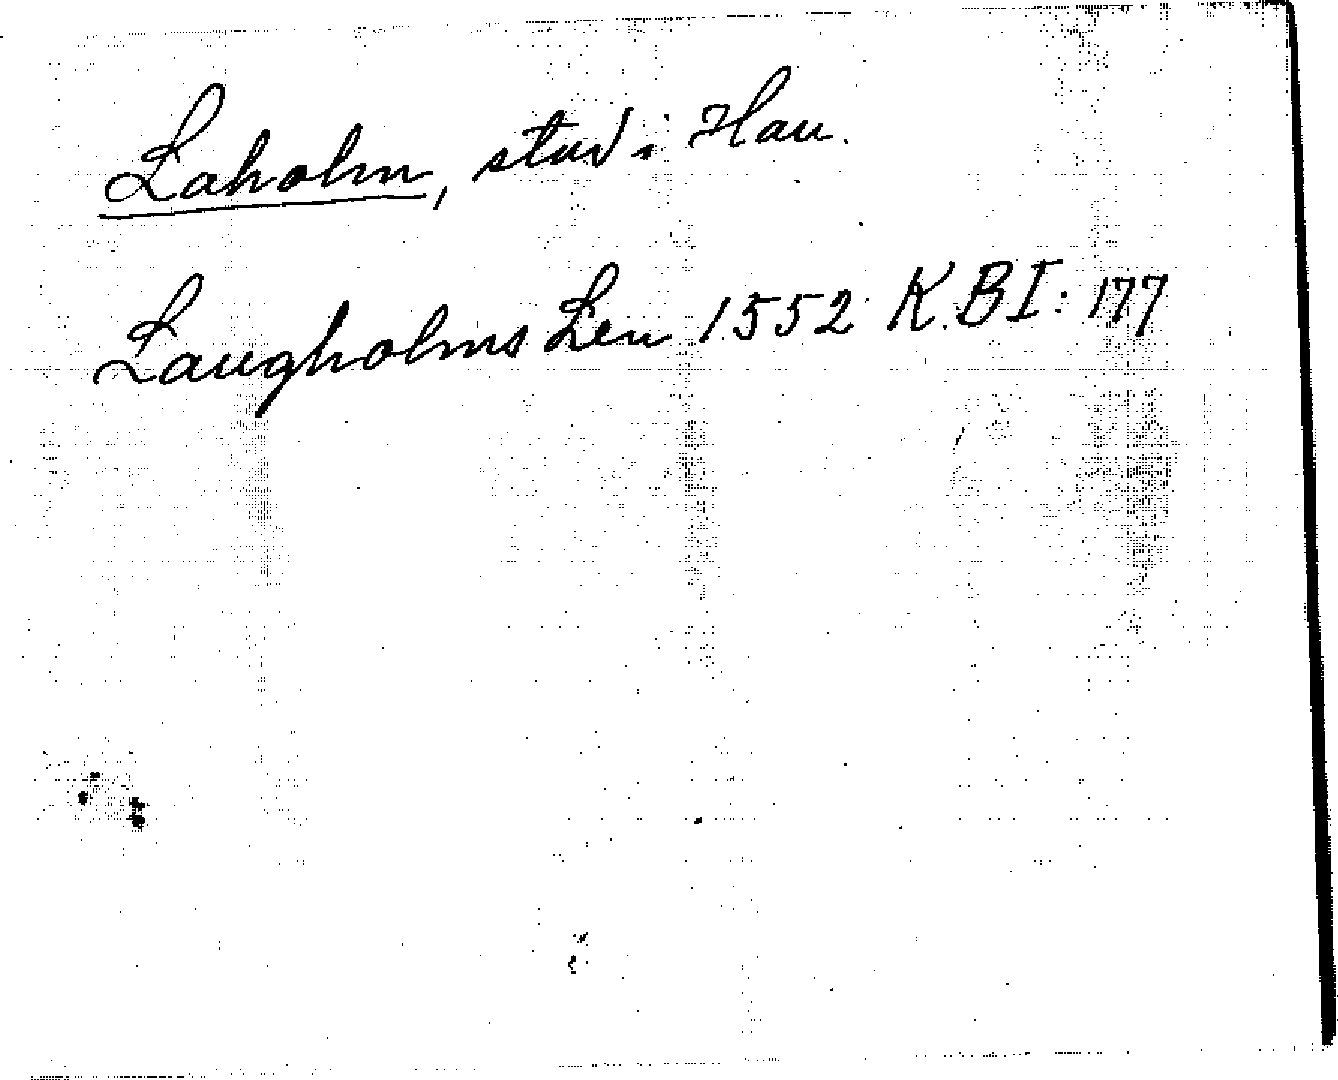 Laholm, stad i Hall.
Laugholms Len 1552 K.B I: 177